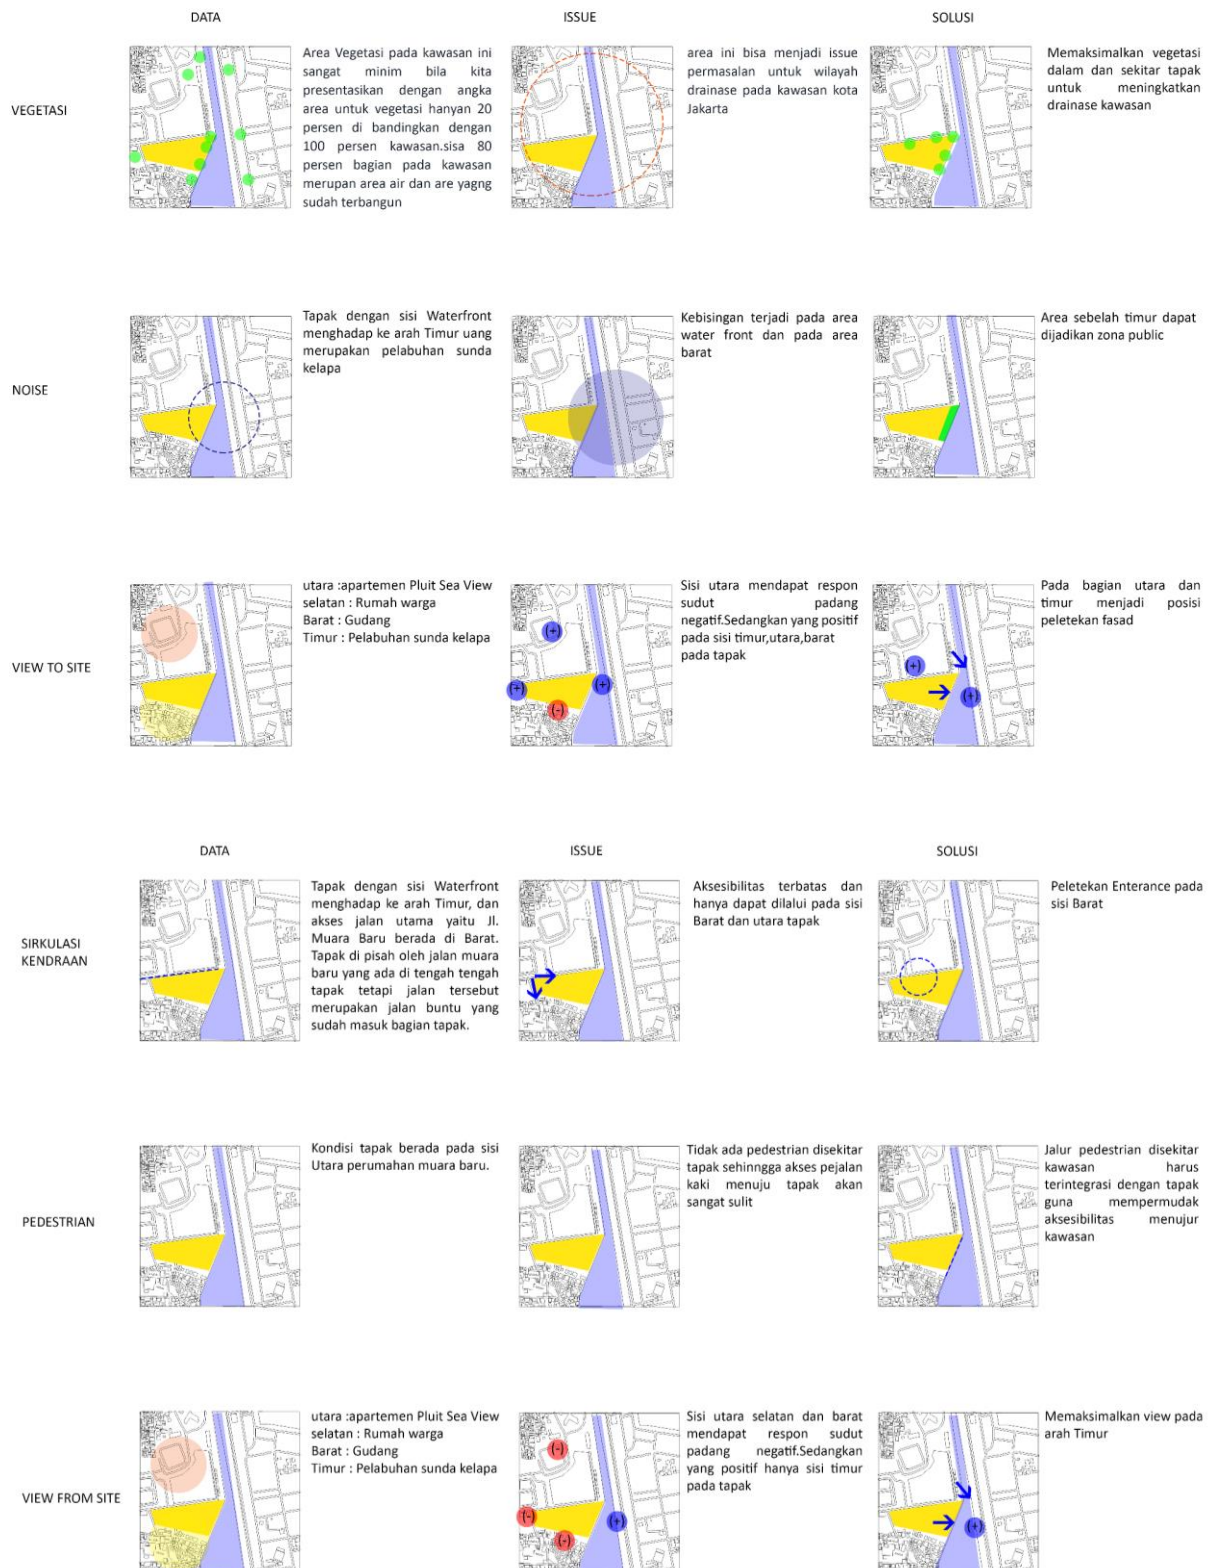 DATA
ISSUE
SOLUSI
VEGETASI
Area Vegetasi pada kawasan ini
sangat minim bila kita
presentasikan dengan angka
area untuk vegetasi hanyan 20
persen di bandingkan dengan
100 persen kawasan.sisa 80
persen bagian pada kawasan
merupan area air dan are yagng
sudah terbangun
area ini bisa menjadi issue
permasalan untuk wilayah
drainase pada kawasan kota
Jakarta
Memaksimalkan vegetasi
dalam dan sekitar tapak
untuk meningkatkan
drainase kawasan
NOISE
Tapak dengan sisi Waterfront
menghadap ke arah Timur uang
merupakan pelabuhan sunda
kelapa
Kebisingan terjadi pada area
water front dan pada area
barat
Area sebelah timur dapat
dijadikan zona public
VIEW TO SITE
utara :apartemen Pluit Sea View
selatan : Rumah warga
Barat : Gudang
Timur : Pelabuhan sunda kelapa
(+)
(+)
(+)
(-)
Sisi utara mendapat respon
sudut padang
negatif.Sedangkan yang positif
pada sisi timur,utara,barat
pada tapak
(+)
(+)
Pada bagian utara dan
timur menjadi posisi
peletekan fasad
DATA
ISSUE
SOLUSI
SIRKULASI
KENDRAAN
Tapak dengan sisi Waterfront
menghadap ke arah Timur, dan
akses jalan utama yaitu Jl.
Muara Baru berada di Barat.
Tapak di pisah oleh jalan muara
baru yang ada di tengah tengah
tapak tetapi jalan tersebut
merupakan jalan buntu yang
sudah masuk bagian tapak.
Aksesibilitas terbatas dan
hanya dapat dilalui pada sisi
Barat dan utara tapak
Peletekan Enterance pada
sisi Barat
PEDESTRIAN
Kondisi tapak berada pada sisi
Utara perumahan muara baru.
Tidak ada pedestrian disekitar
tapak sehinngga akses pejalan
kaki menuju tapak akan
sangat sulit
Jalur pedestrian disekitar
kawasan harus
terintegrasi dengan tapak
guna mempermudak
aksesibilitas menujur
kawasan
VIEW FROM SITE
utara :apartemen Pluit Sea View
selatan : Rumah warga
Barat : Gudang
Timur : Pelabuhan sunda kelapa
(-)
(-)
(+)
(-)
Sisi utara selatan dan barat
mendapat respon sudut
padang negatif.Sedangkan
yang positif hanya sisi timur
pada tapak
(+)
Memaksimalkan view pada
arah Timur